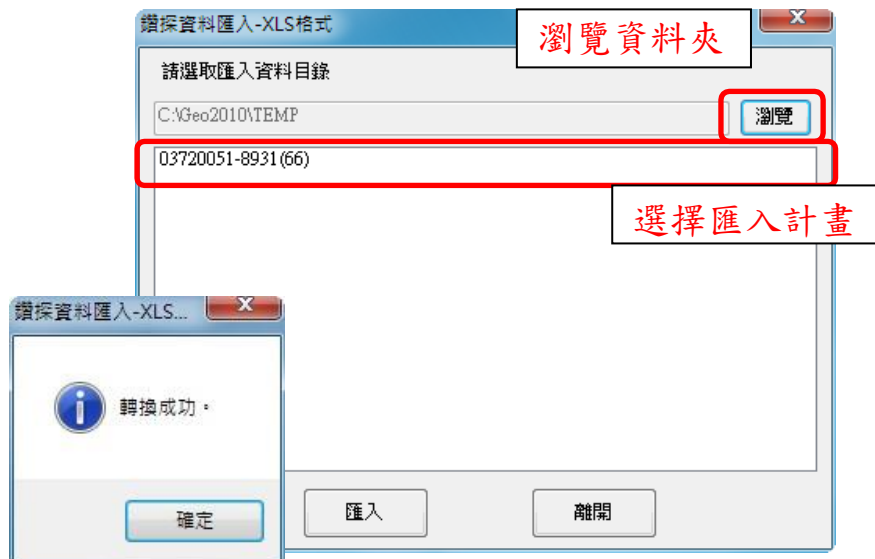 鑽探資料匯入-XLS格式
瀏覽資料夾
請選取匯入資料目錄
C:\Geo2010\TEMP
瀏覽
03720051-8931(66)
選擇匯入計畫
鑽探資料匯入-XLS...
轉換成功。
確定
匯入
離開